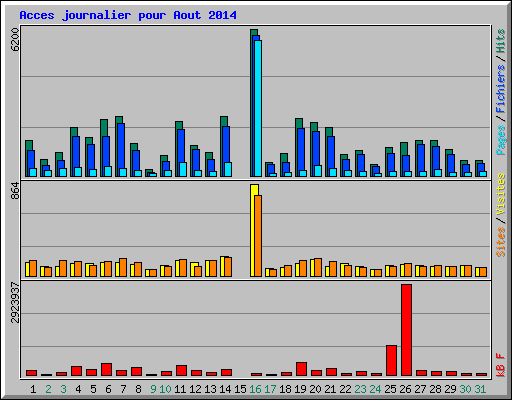 Acces journalier pour Aout 2014
6200
Pages / Fichiers / Hits
864
Sites / Visites
2923937
kB F
1 2 3 4 5 6 7 8 9 10 11 12 13 14 15 16 17 18 19 20 21 22 23 24 25 26 27 28 29 30 31